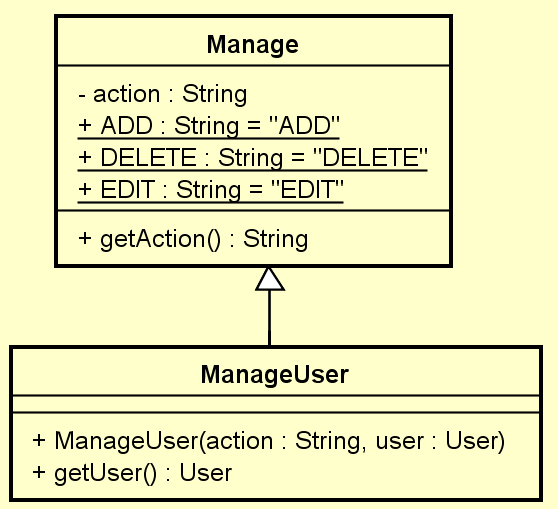 Manage
- action : String
+ ADD : String = "ADD"
+ DELETE : String = "DELETE"
+ EDIT : String = "EDIT"
+ getAction() : String
ManageUser
+ ManageUser(action : String, user : User)
+ getUser() : User